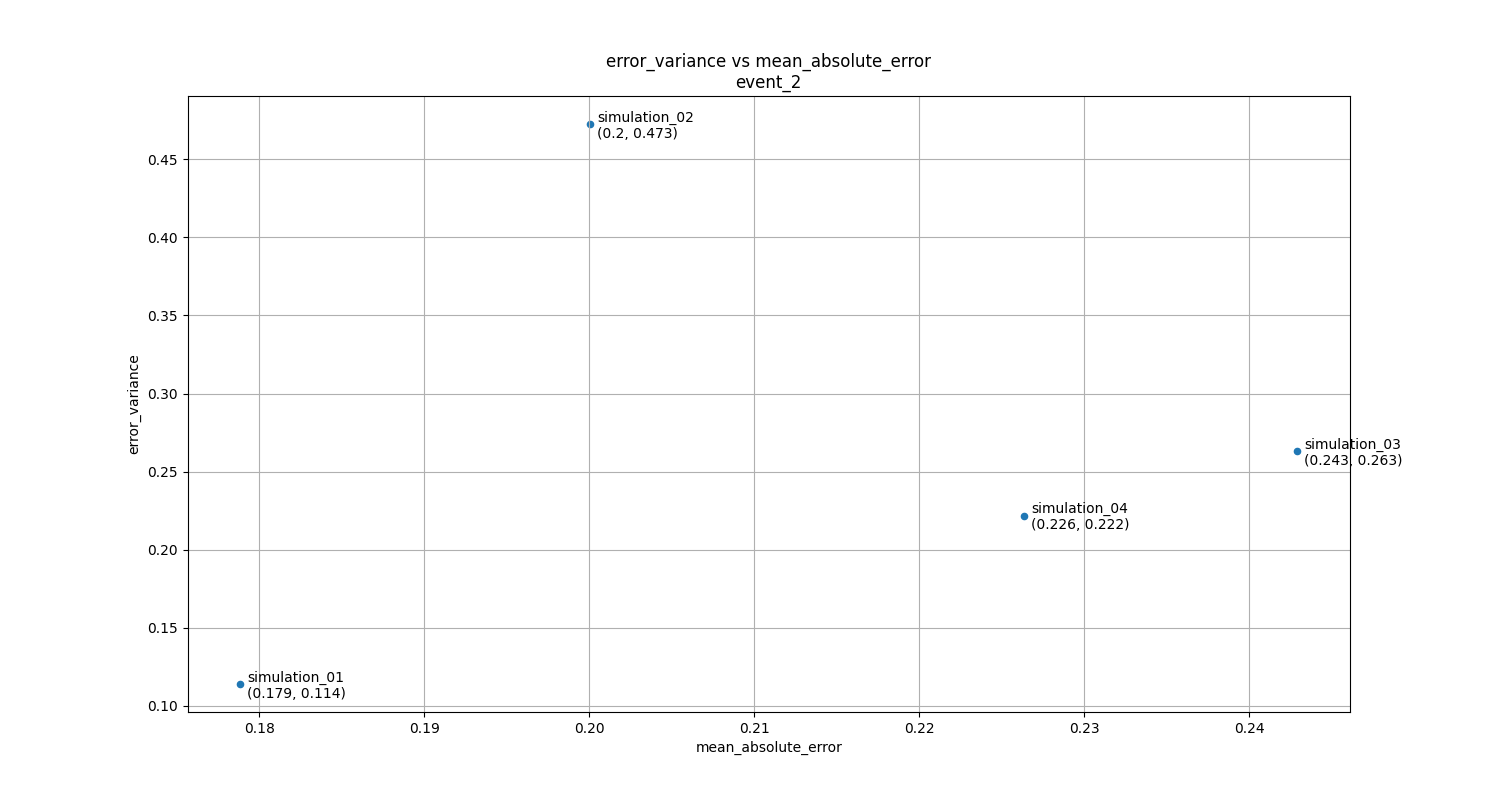 error_variance vs mean_absolute_error
event_2
simulation_02
(0.2, 0.473)
0.45
0.40
0.35
0.30
0.25
0.20
0.15
0.10
error_variance
simulation_03
(0.243, 0.263)
simulation_04
(0.226, 0.222)
simulation_01
(0.179, 0.114)
0.18 0.19 0.20 0.21 0.22 0.23 0.24
mean_absolute_error